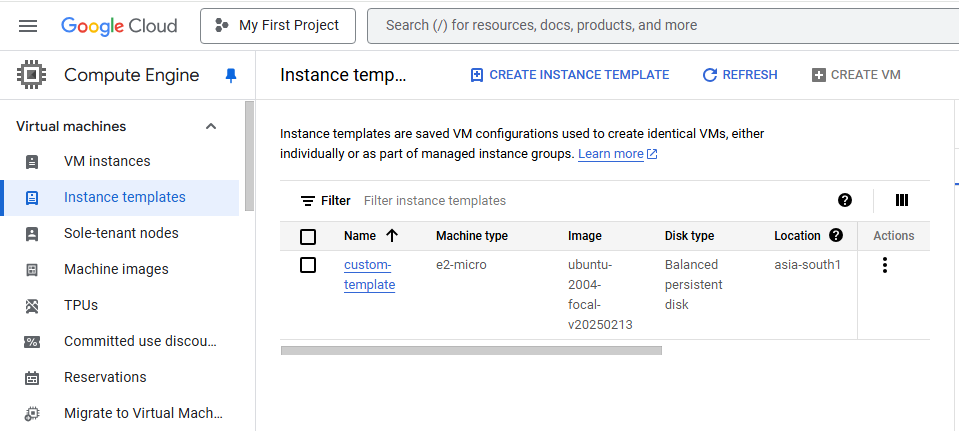 Google Cloud My First Project Search (/) for resources, docs, products, and more
Compute Engine Instance temp... CREATE INSTANCE TEMPLATE REFRESH CREATE VM
Virtual machines
VM instances
Instance templates
Sole-tenant nodes
Machine images
TPUs
Committed use discou...
Reservations
Migrate to Virtual Mach...
Instance templates are saved VM configurations used to create identical VMs, either
individually or as part of managed instance groups. Learn more
Filter Filter instance templates
Name Machine type Image Disk type Location Actions
custom- e2-micro ubuntu- Balanced asia-south1
template 2004- persistent
focal- disk
v20250213